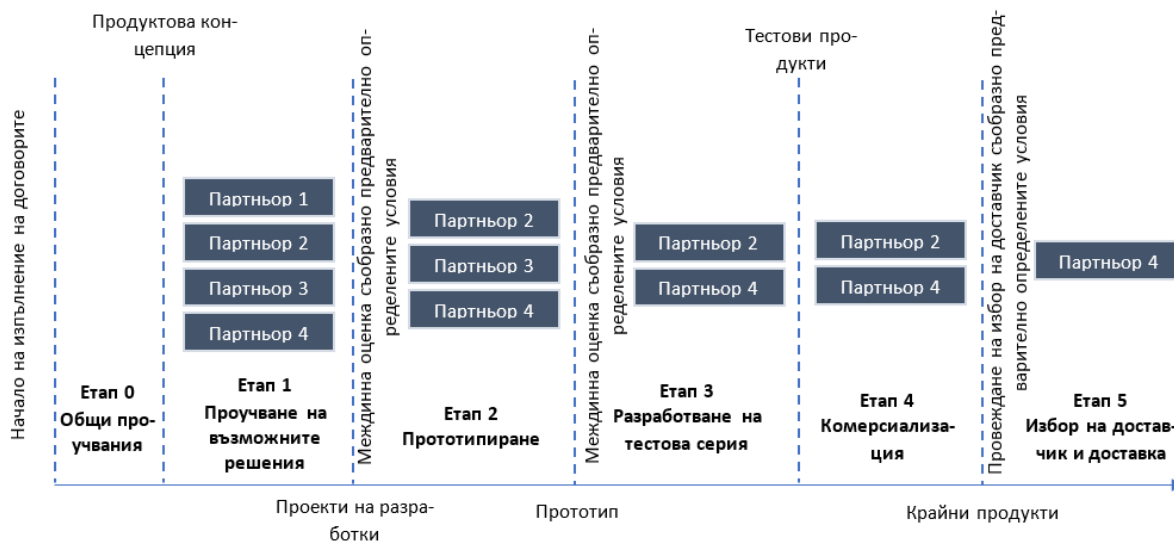 Продуктова кон-
цепция
Тестови про-
дукти
Начало на изпълнение на договорите
Междинна оценка съобразно предварително оп-
ределените условия
Междинна оценка съобразно предварително оп-
ределените условия
Провеждане на избор на доставчик съобразно пред-
варително определените условия
Партньор 1
Партньор 2
Партньор 3
Партньор 4
Партньор 2
Партньор 3
Партньор 4
Партньор 2
Партньор 4
Партньор 2
Партньор 4
Партньор 4
Етап 0
Общи про-
учвания
Етап 1
Проучване на
възможните
решения
Етап 2
Прототипиране
Етап 3
Разработване на
тестова серия
Етап 4
Комерсиализа-
ция
Етап 5
Избор на достав-
чик и доставка
Проекти на разра-
ботки
Прототип
Крайни продукти